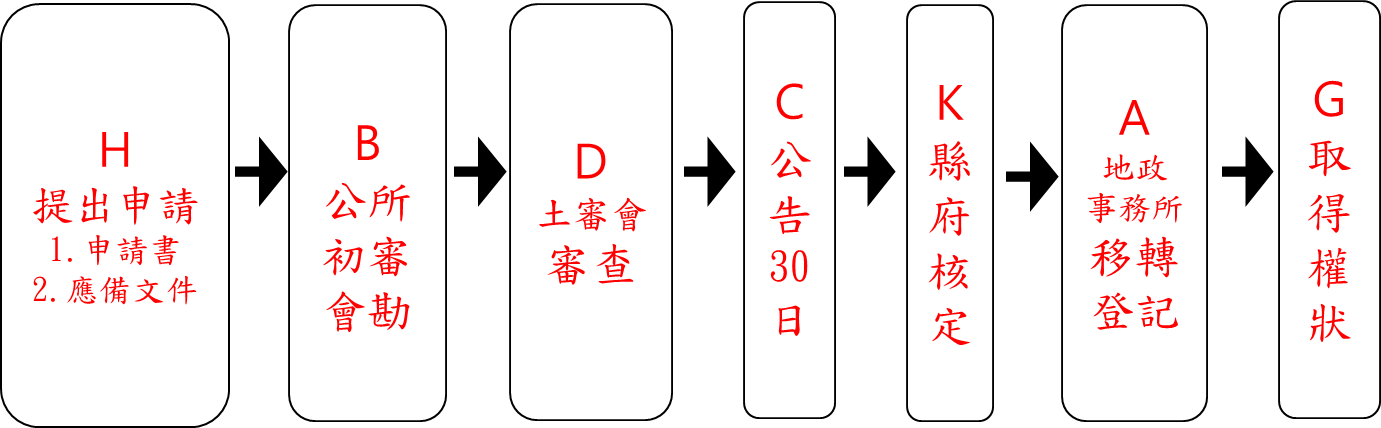 H
提出申請
1.申請書
2.應備文件
B
公所
初審
會勘
D
土審會
審查
C
公
告
30
日
K
縣
府
核
定
A
地政
事務所
移轉
登記
G
取
得
權
狀